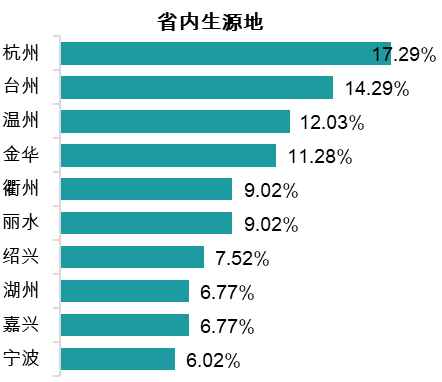 省内生源地
杭州 17.29%
台州 14.29%
温州 12.03%
金华 11.28%
衢州 9.02%
丽水 9.02%
绍兴 7.52%
湖州 6.77%
嘉兴 6.77%
宁波 6.02%